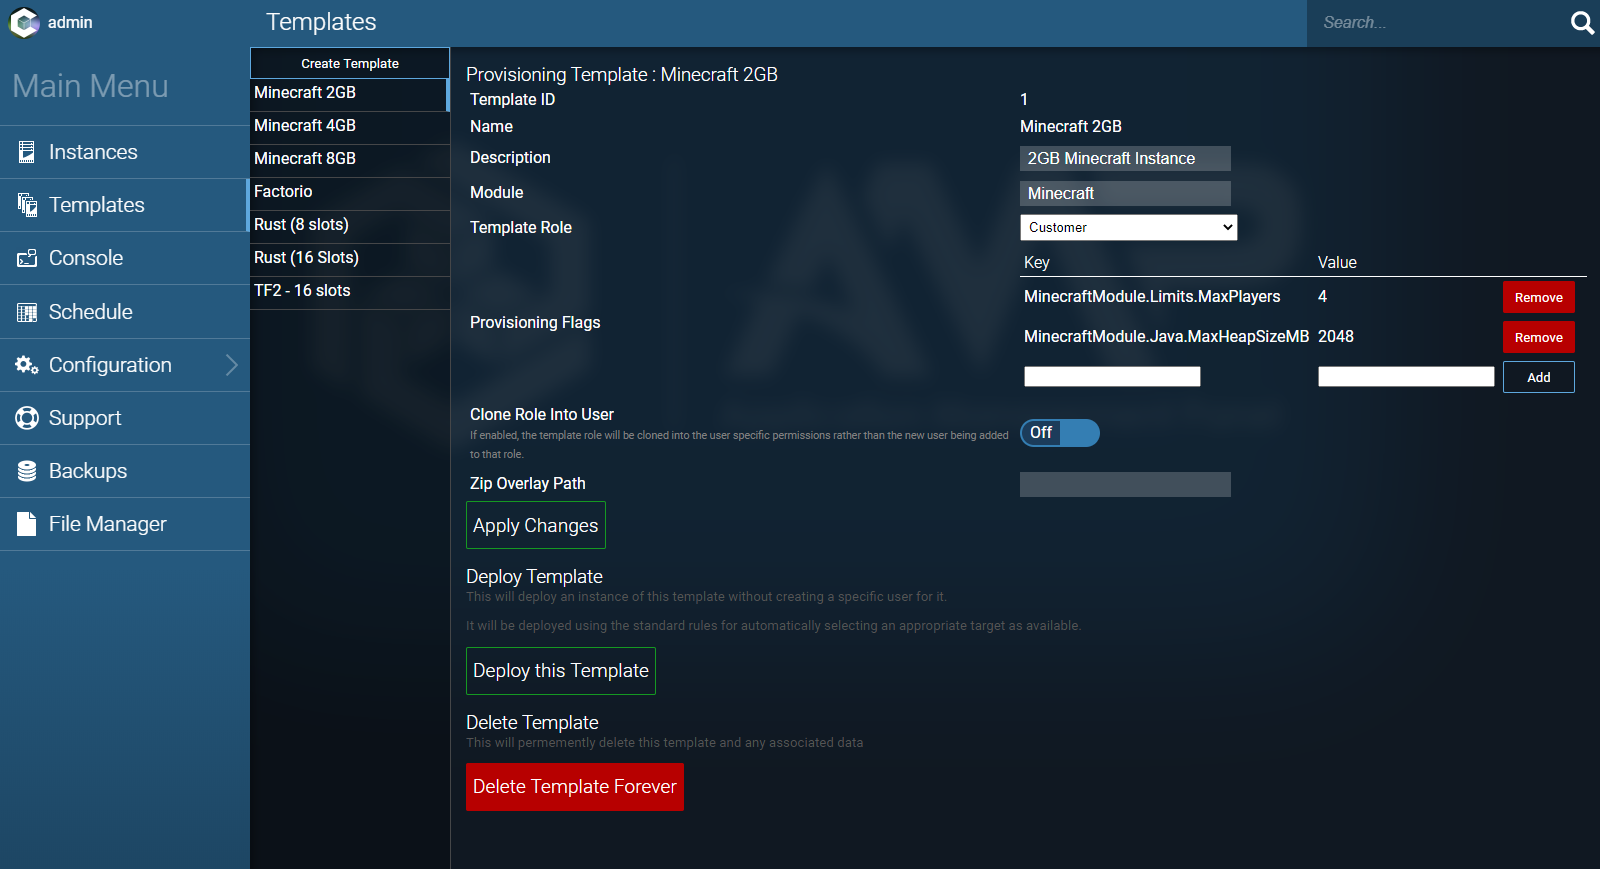 admin
Templates
Search...
Main Menu
Instances
Templates
Console
Schedule
Configuration
Support
Backups
File Manager
Create Template
Minecraft 2GB
Minecraft 4GB
Minecraft 8GB
Factorio
Rust (8 slots)
Rust (16 Slots)
TF2 - 16 slots
Provisioning Template : Minecraft 2GB
Template ID 1
Name Minecraft 2GB
Description 2GB Minecraft Instance
Module Minecraft
Template Role Customer
Key Value
MinecraftModule.Limits.MaxPlayers 4 Remove
Provisioning Flags
MinecraftModule.Java.MaxHeapSizeMB 2048 Remove
Add
Clone Role Into User
If enabled, the template role will be cloned into the user specific permissions rather than the new user being added
to that role.
Off
Zip Overlay Path
Apply Changes
Deploy Template
This will deploy an instance of this template without creating a specific user for it.
It will be deployed using the standard rules for automatically selecting an appropriate target as available.
Deploy this Template
Delete Template
This will permemently delete this template and any associated data
Delete Template Forever
AMP